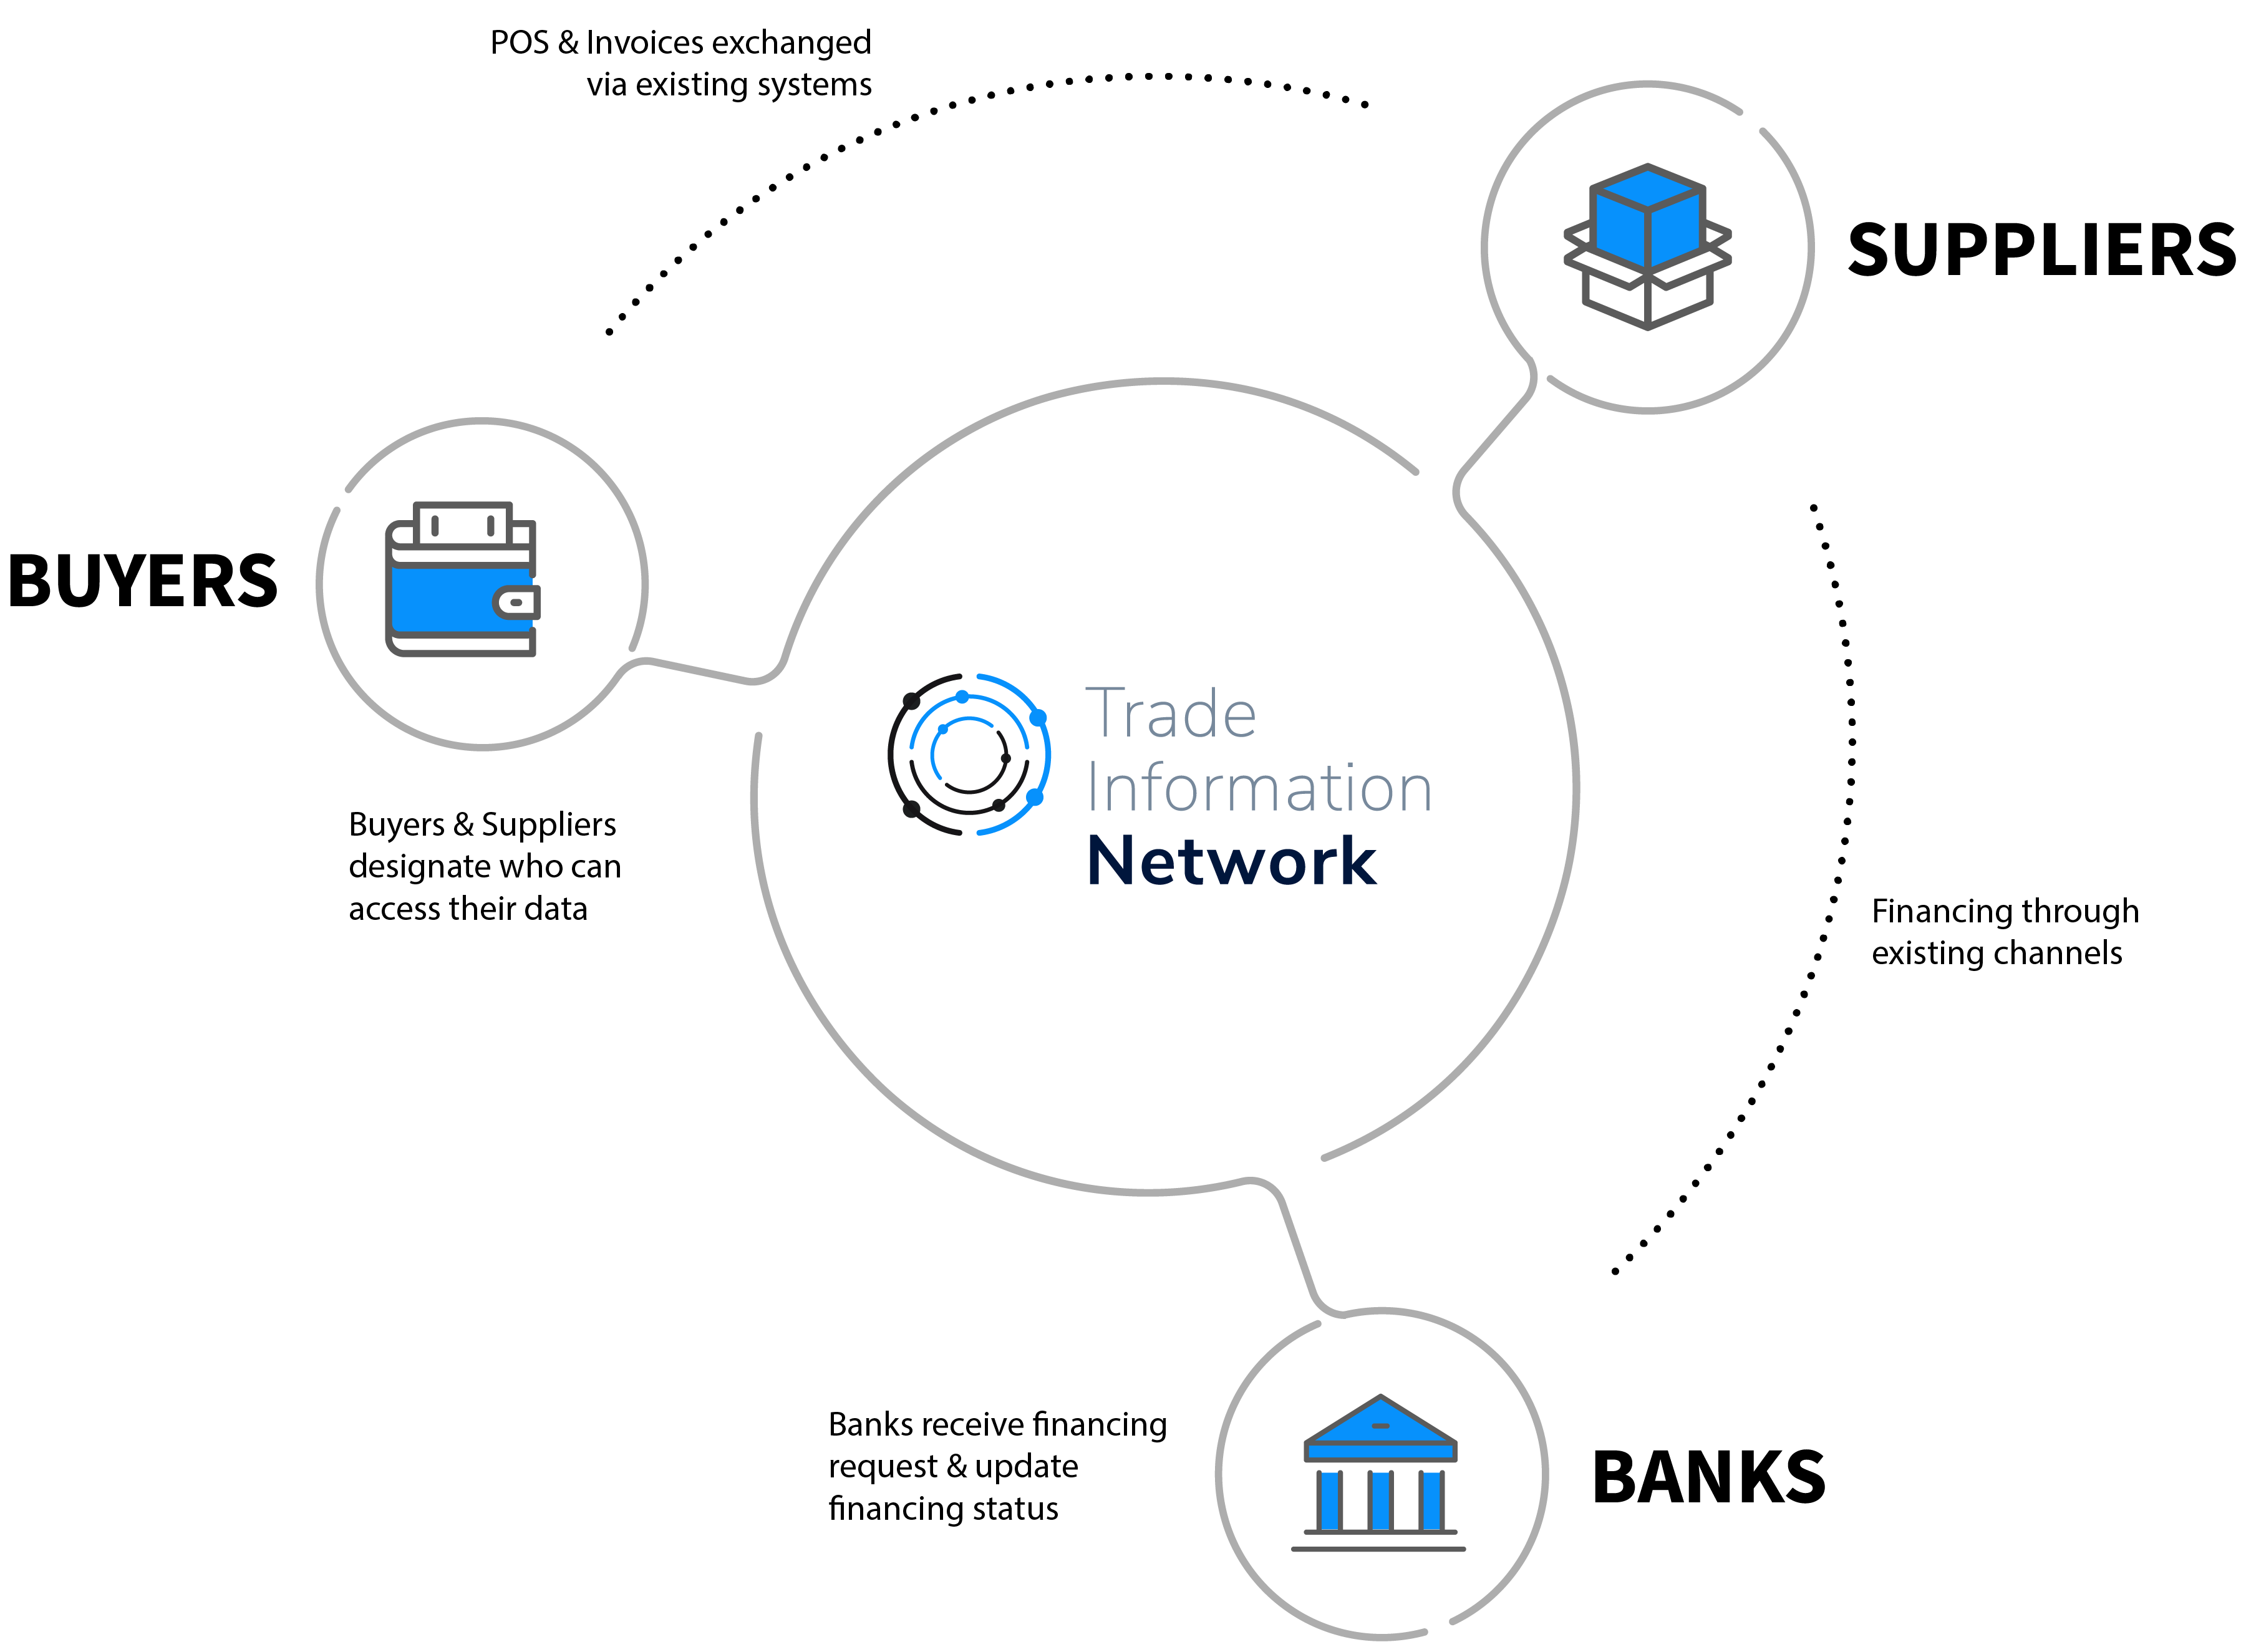 POS & Invoices exchanged
via existing systems
SUPPLIERS
BUYERS
Trade
Information
Network
Buyers & Suppliers
designate who can
access their data
Financing through
existing channels
Banks receive financing
request & update
financing status
BANKS